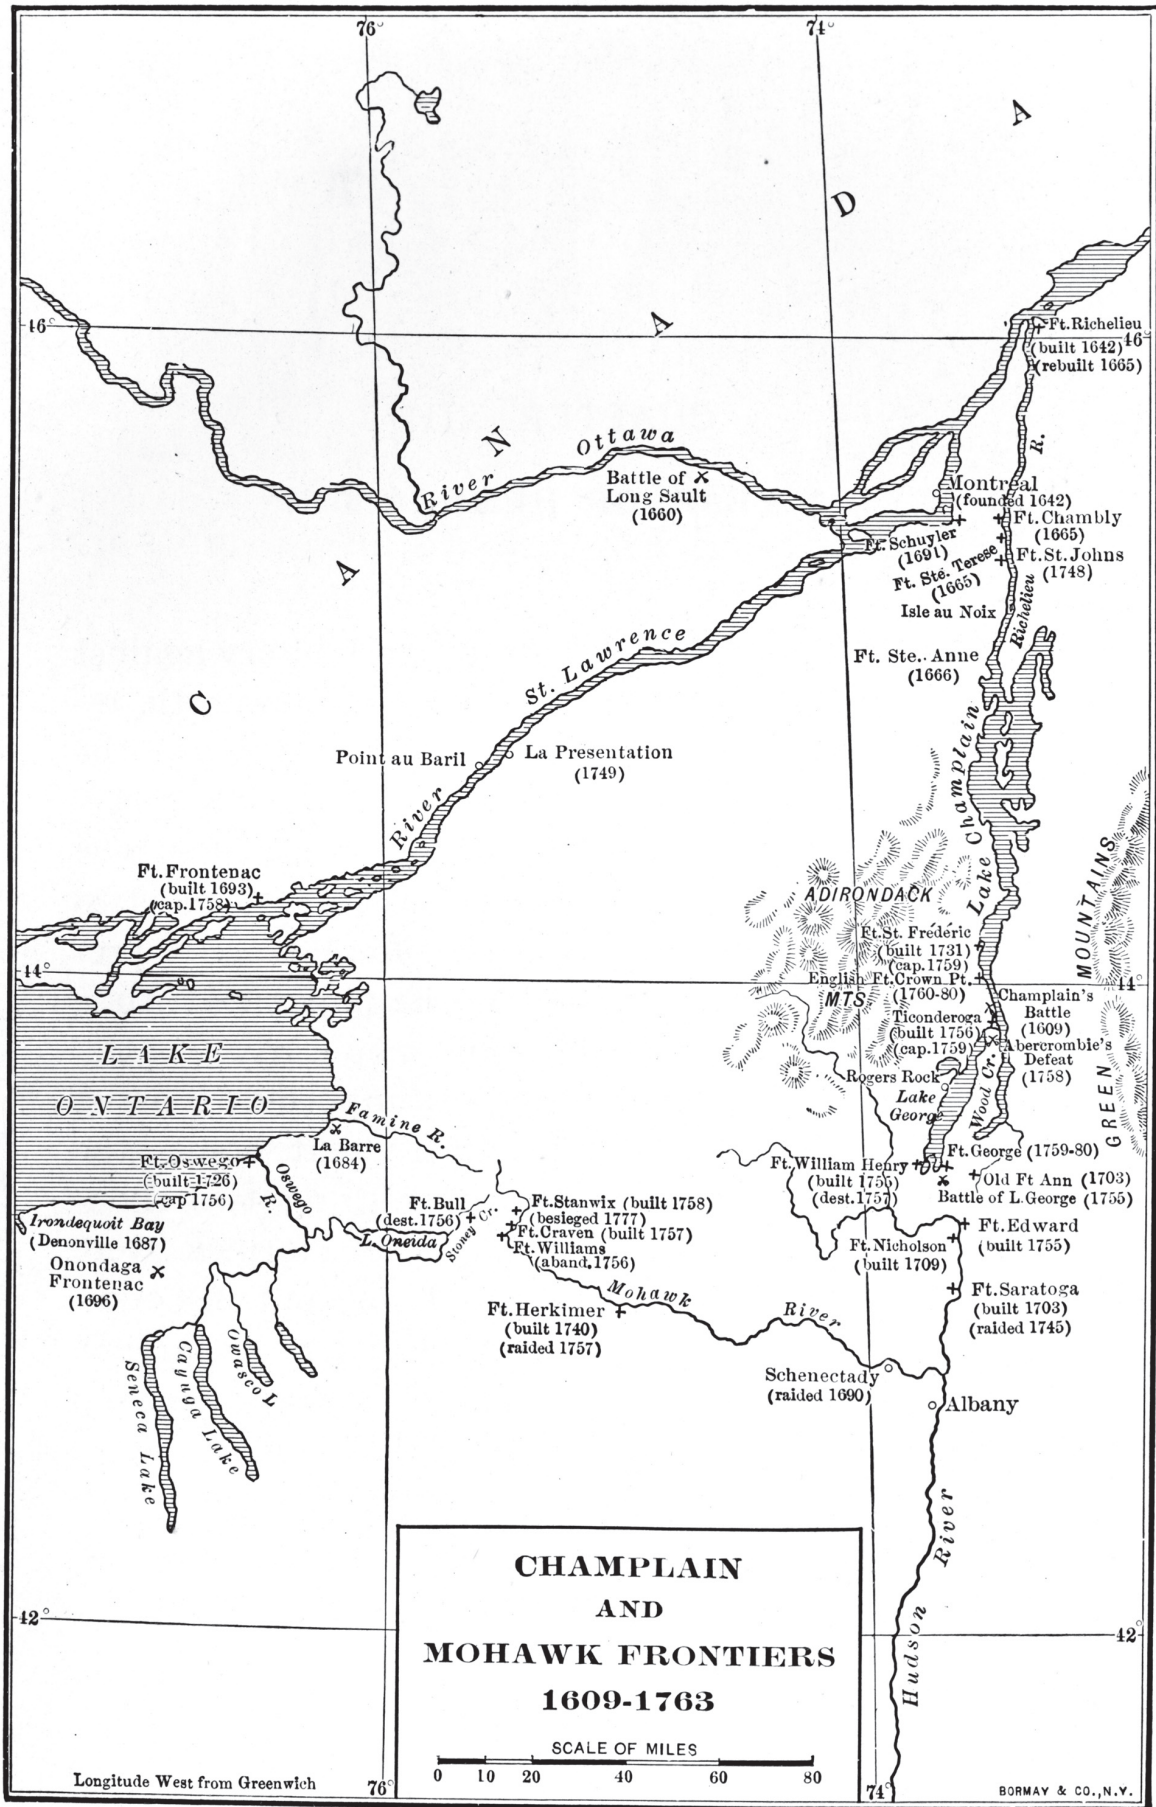 76°
74°
C A N A D A
46°
Ft. Richelieu
46°
(built 1642)
(rebuilt 1665)
R.
Ottawa
River
Battle of
Long Sault
(1660)
Montreal
(founded 1642)
Ft. Chambly
(1665)
Ft. Schuyler
(1691)
Ft. Ste. Terese
(1665)
Ft. St. Johns
(1748)
Isle au Noix
Richelieu
Ft. Ste. Anne
(1666)
St. Lawrence
River
Point au Baril
La Presentation
(1749)
Lake Champlain
Ft. Frontenac
(built 1693)
(cap. 1758)
ADIRONDACK
MTS
GREEN MOUNTAINS
Ft. St. Frederic
(built 1731)
(cap. 1759)
44°
English Ft. Crown Pt.
44°
(1760-80)
Champlain's
Battle
(1609)
Ticonderoga
(built 1756)
(cap. 1759)
Abercrombie's
Defeat
(1758)
LAKE
ONTARIO
Rogers Rock
Lake
George
Wood Cr.
Famine R.
La Barre
(1684)
Ft. Oswego
(built 1726)
(cap 1756)
Oswego
R.
Ft. George (1759-80)
Ft. William Henry
(built 1755)
(dest. 1757)
Old Ft Ann (1703)
Battle of L. George (1755)
Irondequoit Bay
(Denonville 1687)
Onondaga
Frontenac
(1696)
Ft. Bull
(dest. 1756)
Stoney Cr.
L. Oneida
Ft. Stanwix (built 1758)
(besieged 1777)
Ft. Craven (built 1757)
Ft. Williams
(aband. 1756)
Ft. Edward
(built 1755)
Ft. Nicholson
(built 1709)
Ft. Saratoga
(built 1703)
(raided 1745)
Mohawk
River
Ft. Herkimer
(built 1740)
(raided 1757)
Seneca Lake
Cayuga Lake
Owasco L
Schenectady
(raided 1690)
Albany
Hudson River
42°
42°
CHAMPLAIN
AND
MOHAWK FRONTIERS
1609-1763
SCALE OF MILES
0 10 20 40 60 80
Longitude West from Greenwich
76°
74°
BORMAY & CO., N.Y.